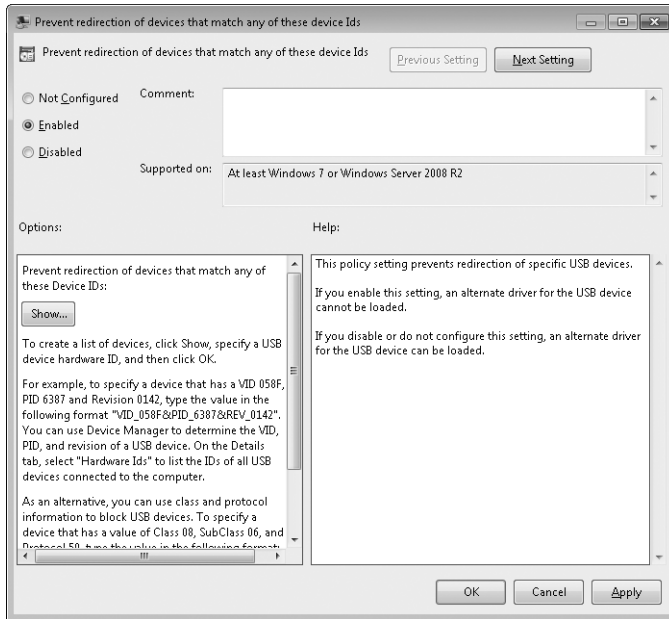 Prevent redirection of devices that match any of these device Ids
Prevent redirection of devices that match any of these device Ids
Previous Setting
Next Setting
Not Configured
Comment:
Enabled
Disabled
Supported on:
At least Windows 7 or Windows Server 2008 R2
Options:
Help:
Prevent redirection of devices that match any of
these Device IDs:
Show...
To create a list of devices, click Show, specify a USB
device hardware ID, and then click OK.
For example, to specify a device that has a VID 058F,
PID 6387 and Revision 0142, type the value in the
following format "VID_058F&PID_6387&REV_0142".
You can use Device Manager to determine the VID,
PID, and revision of a USB device. On the Details
tab, select "Hardware Ids" to list the IDs of all USB
devices connected to the computer.
As an alternative, you can use class and protocol
information to block USB devices. To specify a
device that has a value of Class 08, SubClass 06, and
Protocol 50, type the value in the following format:
This policy setting prevents redirection of specific USB devices.
If you enable this setting, an alternate driver for the USB device
cannot be loaded.
If you disable or do not configure this setting, an alternate driver
for the USB device can be loaded.
OK
Cancel
Apply